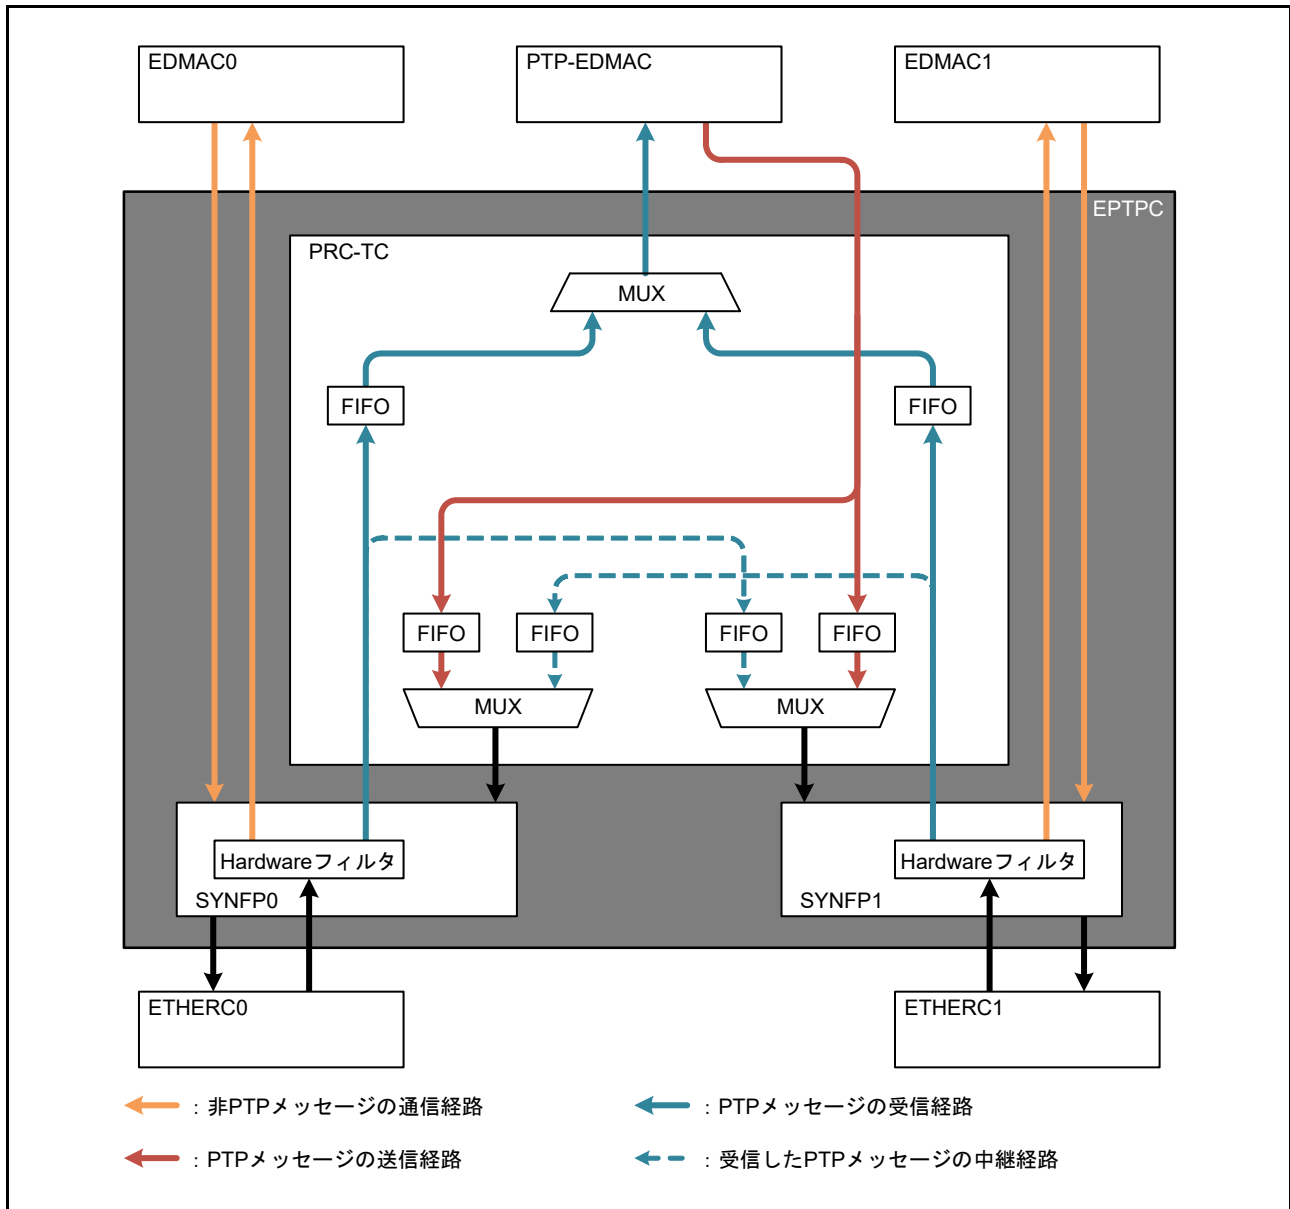 EDMAC0
PTP-EDMAC
EDMAC1
EPTPC
PRC-TC
MUX
FIFO
FIFO
FIFO
FIFO
FIFO
FIFO
MUX
MUX
Hardwareフィルタ
SYNFP0
Hardwareフィルタ
SYNFP1
ETHERC0
ETHERC1
：非PTPメッセージの通信経路
：PTPメッセージの受信経路
：PTPメッセージの送信経路
：受信したPTPメッセージの中継経路